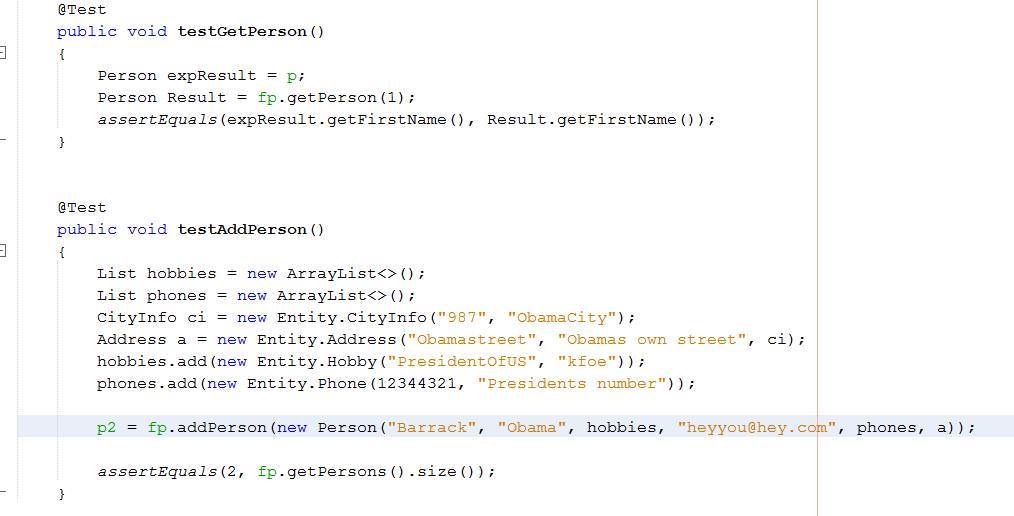 @Test
public void testGetPerson()
{
Person expResult = p;
Person Result = fp.getPerson(1);
assertEquals(expResult.getFirstName(), Result.getFirstName());
}
@Test
public void testAddPerson()
{
List hobbies = new ArrayList<>();
List phones = new ArrayList<>();
CityInfo ci = new Entity.CityInfo("987", "ObamaCity");
Address a = new Entity.Address("Obamastreet", "Obamas own street", ci);
hobbies.add(new Entity.Hobby("PresidentOfUS", "kfoe"));
phones.add(new Entity.Phone(12344321, "Presidents number"));
p2 = fp.addPerson(new Person("Barrack", "Obama", hobbies, "heyyou@hey.com", phones, a));
assertEquals(2, fp.getPersons().size());
}